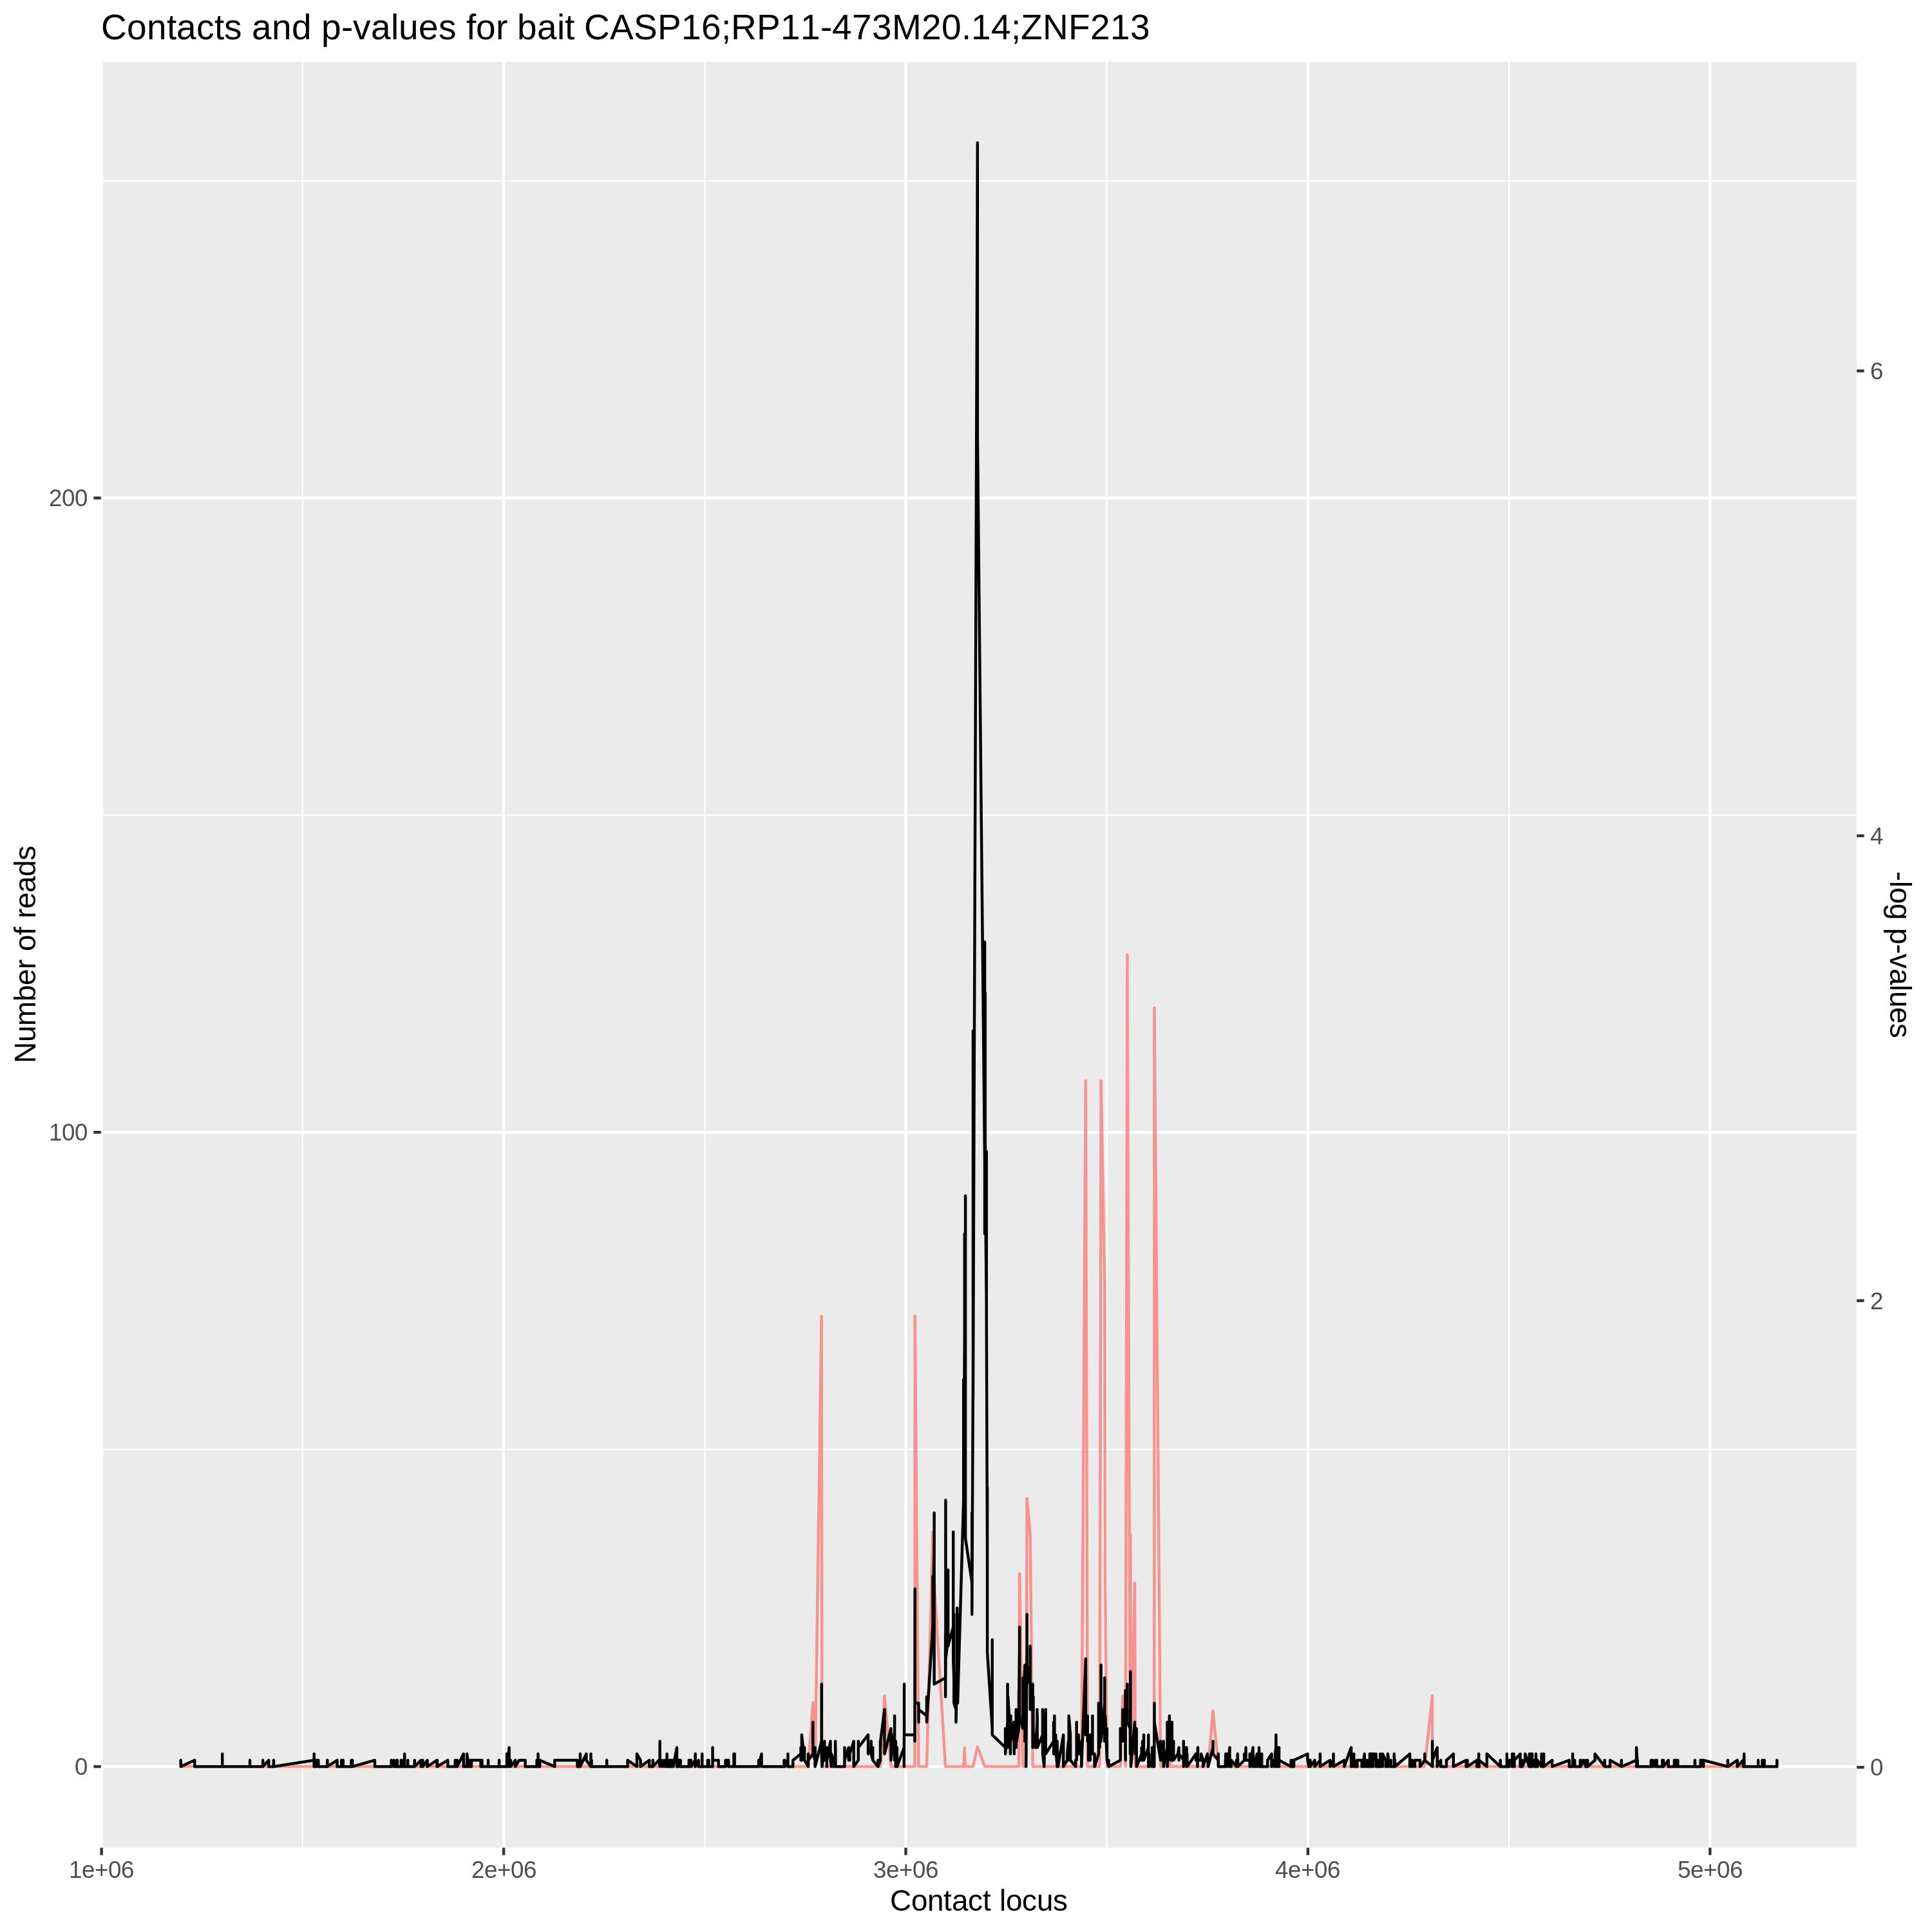 Contacts and p-values for bait CASP16;RP11-473M20.14;ZNF213
Number of reads
200
100
0
6
4
2
0
-log p-values
1e+06
2e+06
3e+06
4e+06
5e+06
Contact locus